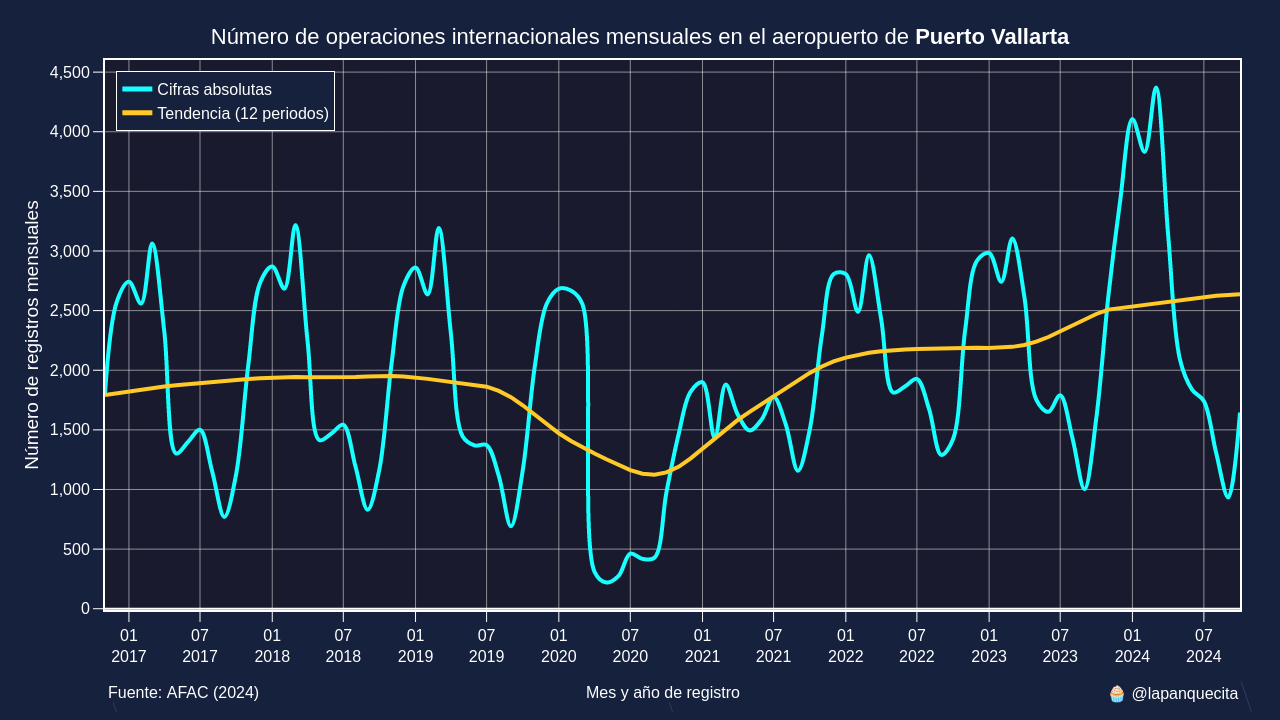 Número de operaciones internacionales mensuales en el aeropuerto de Puerto Vallarta
Cifras absolutas
Tendencia (12 periodos)
Número de registros mensuales
4,500
4,000
3,500
3,000
2,500
2,000
1,500
1,000
500
0
01 07 01 07 01 07 01 07 01 07 01 07 01 07 01 07
2017 2017 2018 2018 2019 2019 2020 2020 2021 2021 2022 2022 2023 2023 2024 2024
Fuente: AFAC (2024) Mes y año de registro 🧁 @lapanquecita